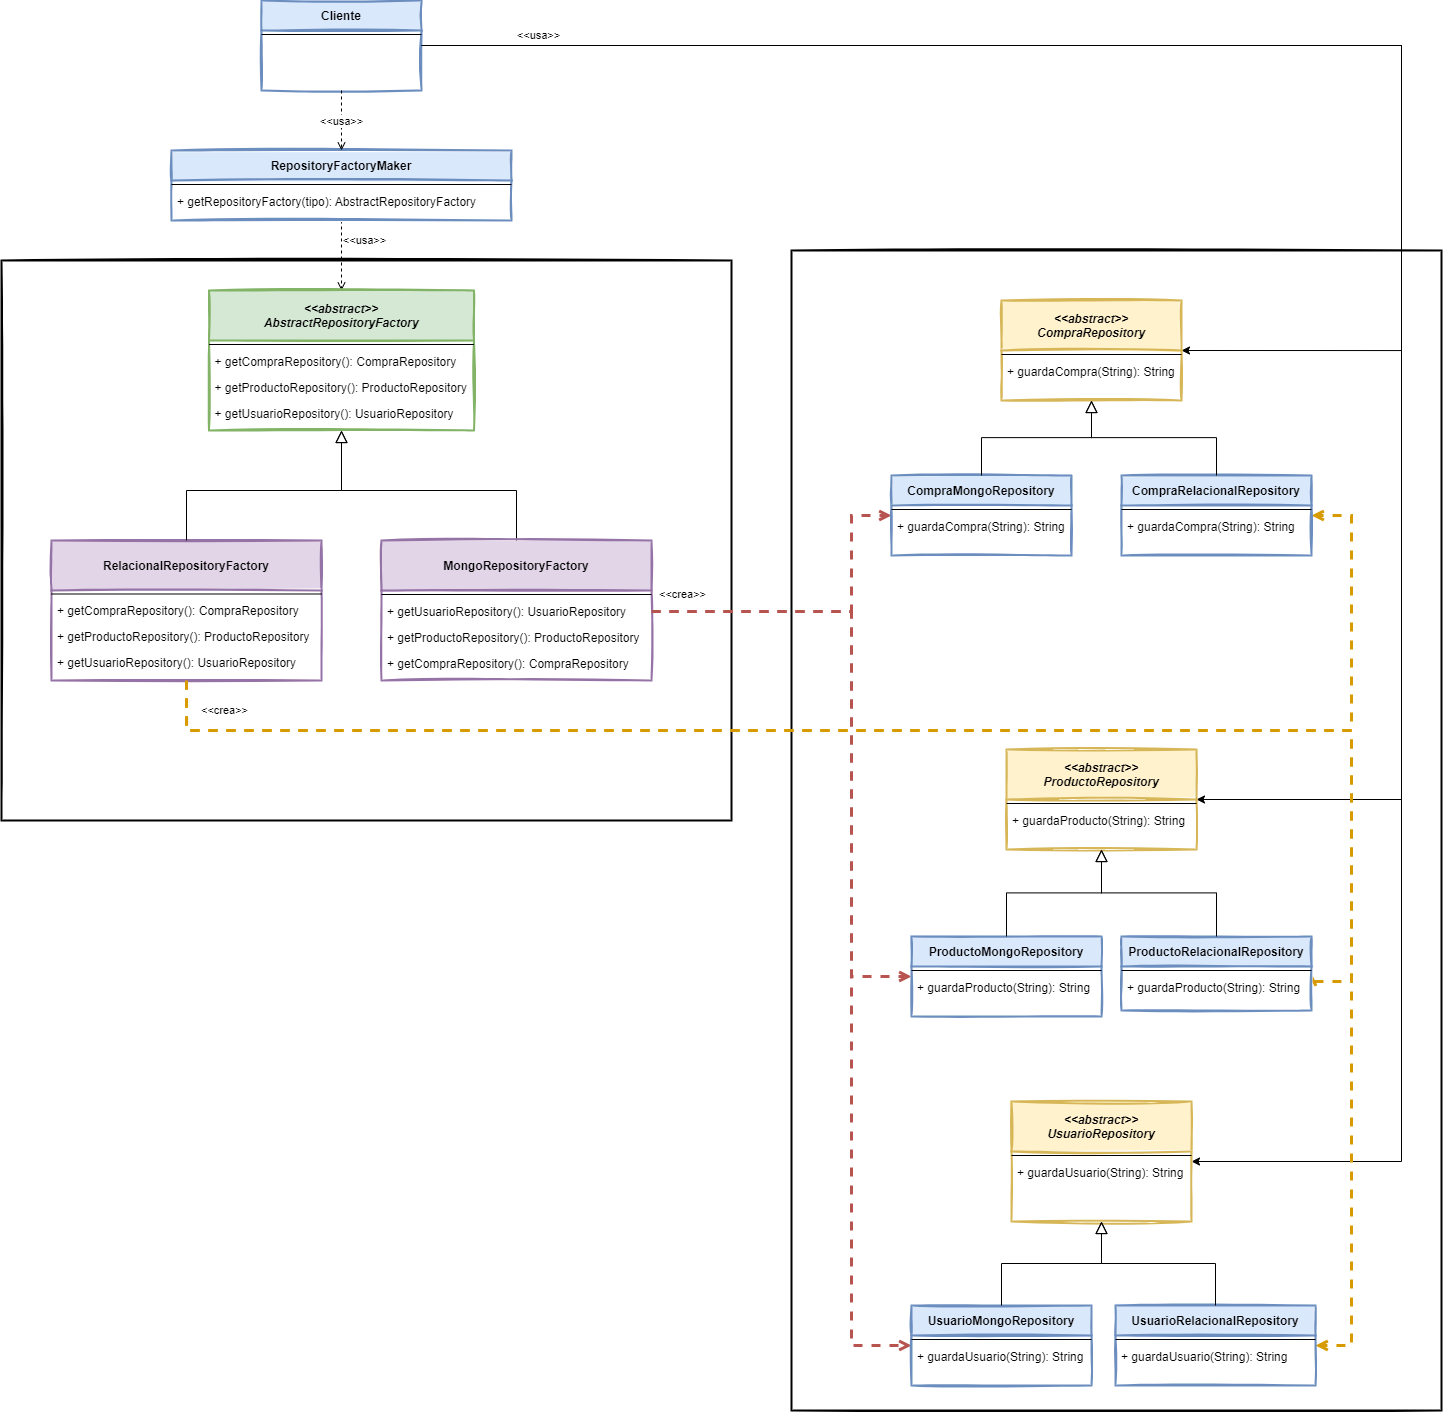 Cliente
<<usa>>
<<usa>>
RepositoryFactoryMaker
+ getRepositoryFactory(tipo): AbstractRepositoryFactory
<<usa>>
<<abstract>>
AbstractRepositoryFactory
+ getCompraRepository(): CompraRepository
+ getProductoRepository(): ProductoRepository
+ getUsuarioRepository(): UsuarioRepository
RelacionalRepositoryFactory
+ getCompraRepository(): CompraRepository
+ getProductoRepository(): ProductoRepository
+ getUsuarioRepository(): UsuarioRepository
<<crea>>
MongoRepositoryFactory
+ getUsuarioRepository(): UsuarioRepository
+ getProductoRepository(): ProductoRepository
+ getCompraRepository(): CompraRepository
<<crea>>
<<abstract>>
CompraRepository
+ guardaCompra(String): String
CompraMongoRepository
+ guardaCompra(String): String
CompraRelacionalRepository
+ guardaCompra(String): String
<<abstract>>
ProductoRepository
+ guardaProducto(String): String
ProductoMongoRepository
+ guardaProducto(String): String
ProductoRelacionalRepository
+ guardaProducto(String): String
<<abstract>>
UsuarioRepository
+ guardaUsuario(String): String
UsuarioMongoRepository
+ guardaUsuario(String): String
UsuarioRelacionalRepository
+ guardaUsuario(String): String